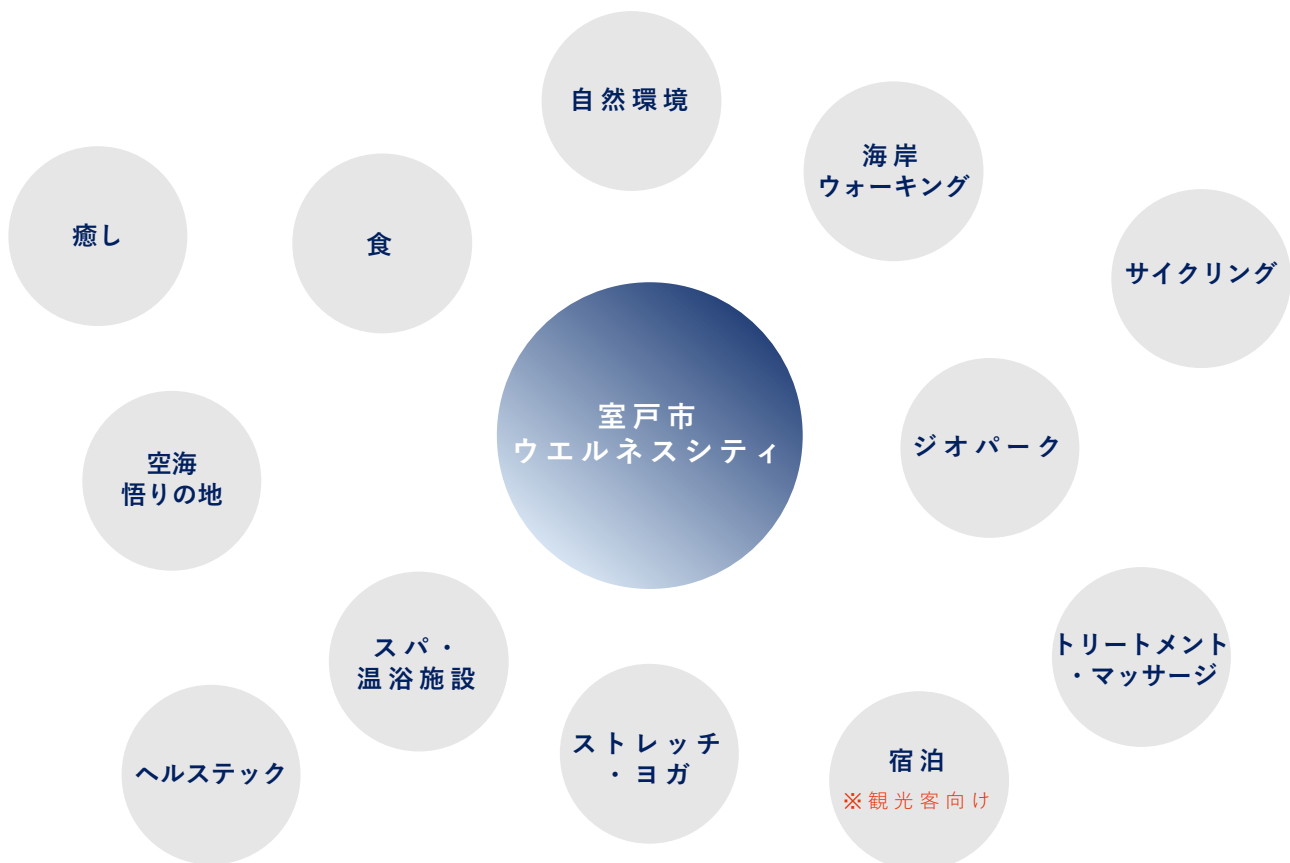 自然環境
海岸
ウォーキング
癒し
食
サイクリング
室戸市
ウエルネスシティ
ジオパーク
空海
悟りの地
スパ・
温浴施設
トリートメント
・マッサージ
ヘルステック
ストレッチ
・ヨガ
宿泊
※観光客向け